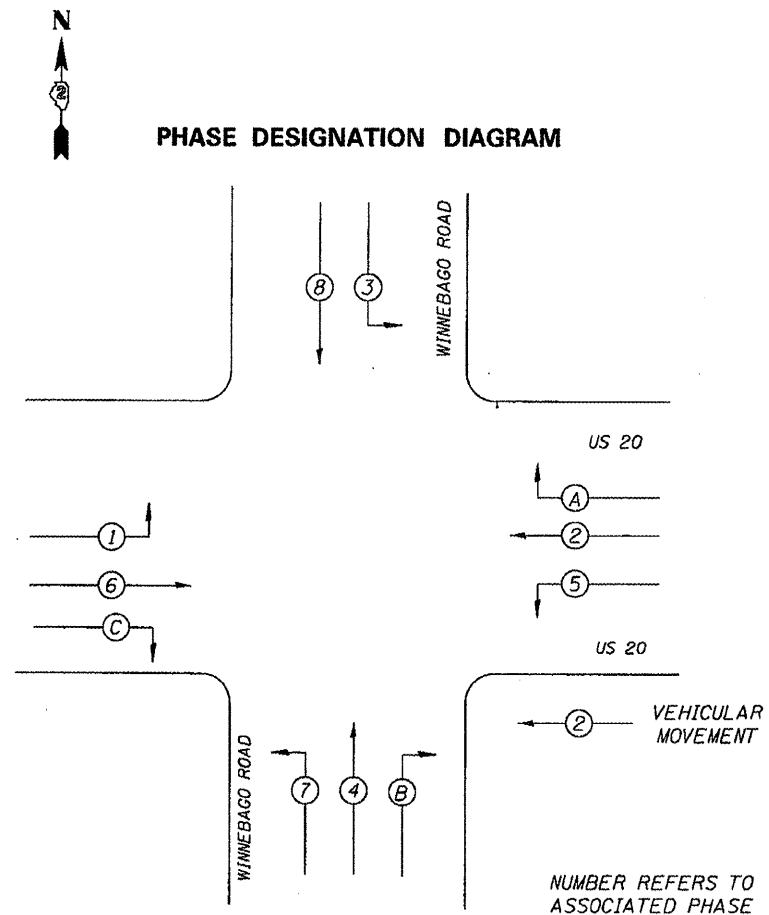 N
2
PHASE DESIGNATION DIAGRAM
WINNEBAGO ROAD
8
3
US 20
A
1
2
6
5
C
US 20
2
VEHICULAR
MOVEMENT
WINNEBAGO ROAD
7
4
B
NUMBER REFERS TO
ASSOCIATED PHASE